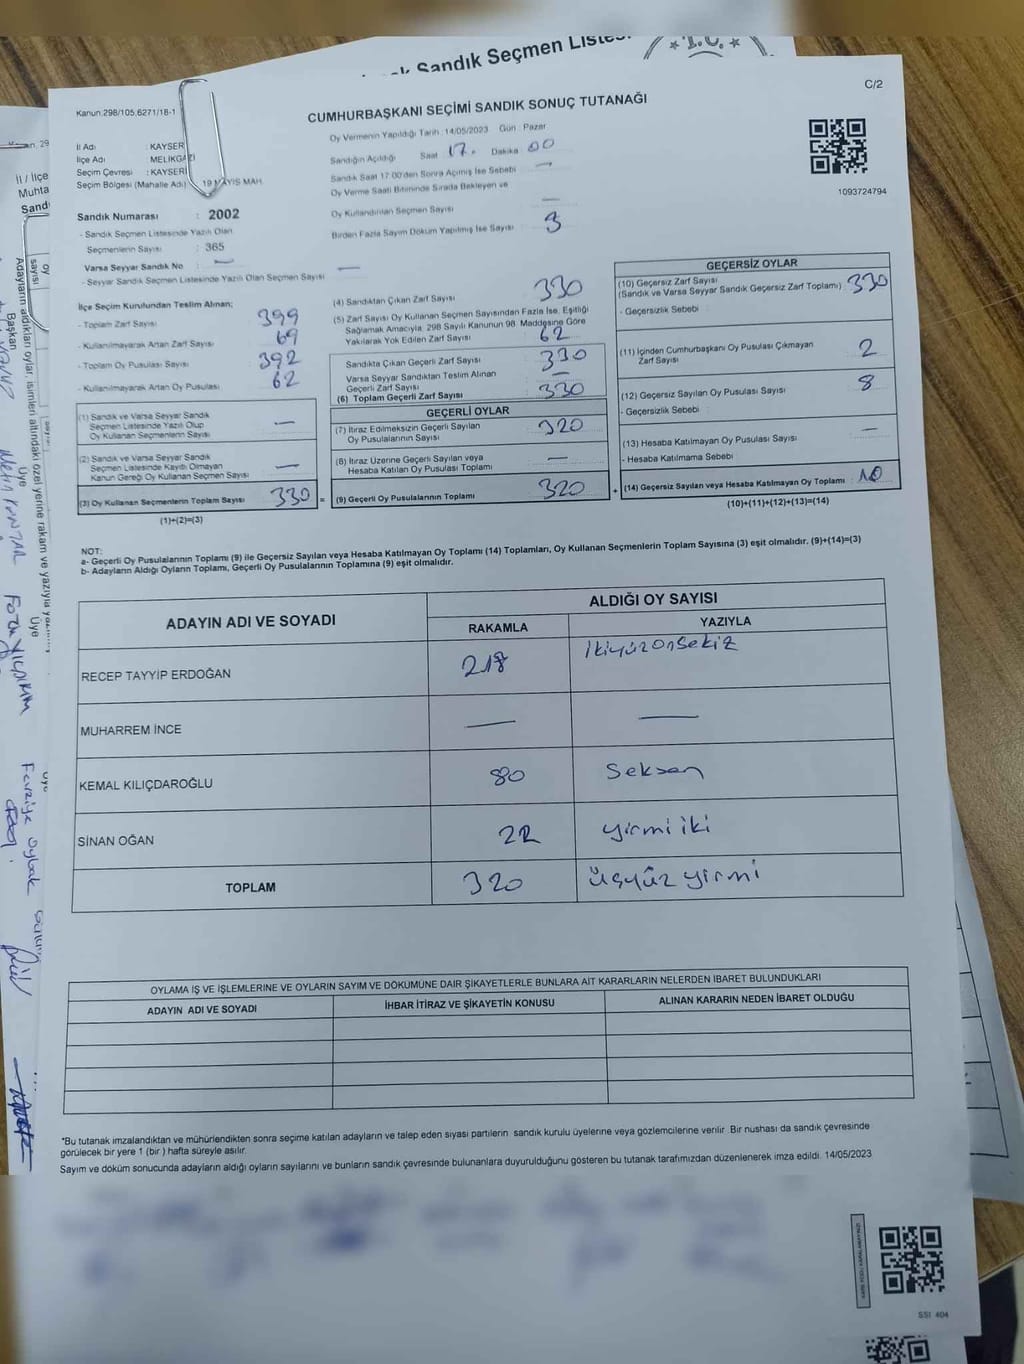 Sandık Seçmen Listes
T.C.
C/2
Kanun:298/105,6271/18-1
CUMHURBAŞKANI SEÇİMİ SANDIK SONUÇ TUTANAĞI
Oy Vermenin Yapıldığı Tarih :14/05/2023 Gün : Pazar
İl Adı : KAYSERİ
İlçe Adı : MELİKGAZİ
Seçim Çevresi : KAYSERİ
Seçim Bölgesi (Mahalle Adı) : 19 MAYIS MAH.
Sandığın Açıldığı Saat 17. Dakika 00
Sandık Saat 17:00'den Sonra Açılmış İse Sebebi —
Oy Verme Saati Bitiminde Sırada Bekleyen ve
Oy Kullandırılan Seçmen Sayısı —
Birden Fazla Sayım Döküm Yapılmış İse Sayısı 3
1093724794
Sandık Numarası : 2002
- Sandık Seçmen Listesinde Yazılı Olan
Seçmenlerin Sayısı : 365
Varsa Seyyar Sandık No : —
- Seyyar Sandık Seçmen Listesinde Yazılı Olan Seçmen Sayısı : —
İlçe Seçim Kurulundan Teslim Alınan;
- Toplam Zarf Sayısı 399
- Kullanılmayarak Artan Zarf Sayısı 69
- Toplam Oy Pusulası Sayısı 392
- Kullanılmayarak Artan Oy Pusulası 62
(1) Sandık ve Varsa Seyyar Sandık
Seçmen Listesinde Yazılı Olup
Oy Kullanan Seçmenlerin Sayısı —
(2) Sandık ve Varsa Seyyar Sandık
Seçmen Listesinde Kayıtlı Olmayan
Kanun Gereği Oy Kullanan Seçmen Sayısı —
(3) Oy Kullanan Seçmenlerin Toplam Sayısı 330 =
(1)+(2)=(3)
(4) Sandıktan Çıkan Zarf Sayısı 330
(5) Zarf Sayısı Oy Kullanan Seçmen Sayısından Fazla İse, Eşitliği
Sağlamak Amacıyla, 298 Sayılı Kanunun 98. Maddesine Göre
Yakılarak Yok Edilen Zarf Sayısı 62
Sandıkta Çıkan Geçerli Zarf Sayısı 330
Varsa Seyyar Sandıktan Teslim Alınan
Geçerli Zarf Sayısı —
(6) Toplam Geçerli Zarf Sayısı 330
GEÇERLİ OYLAR
(7) İtiraz Edilmeksizin Geçerli Sayılan
Oy Pusulalarının Sayısı 320
(8) İtiraz Üzerine Geçerli Sayılan veya
Hesaba Katılan Oy Pusulası Toplamı —
(9) Geçerli Oy Pusulalarının Toplamı 320 +
GEÇERSİZ OYLAR
(10) Geçersiz Zarf Sayısı
(Sandık ve Varsa Seyyar Sandık Geçersiz Zarf Toplamı) 330
- Geçersizlik Sebebi :
(11) İçinden Cumhurbaşkanı Oy Pusulası Çıkmayan
Zarf Sayısı 2
(12) Geçersiz Sayılan Oy Pusulası Sayısı 8
- Geçersizlik Sebebi :
(13) Hesaba Katılmayan Oy Pusulası Sayısı —
- Hesaba Katılmama Sebebi :
(14) Geçersiz Sayılan veya Hesaba Katılmayan Oy Toplamı : 10
(10)+(11)+(12)+(13)=(14)
NOT:
a- Geçerli Oy Pusulalarının Toplamı (9) ile Geçersiz Sayılan veya Hesaba Katılmayan Oy Toplamı (14) Toplamları, Oy Kullanan Seçmenlerin Toplam Sayısına (3) eşit olmalıdır. (9)+(14)=(3)
b- Adayların Aldığı Oyların Toplamı, Geçerli Oy Pusulalarının Toplamına (9) eşit olmalıdır.
ADAYIN ADI VE SOYADI
ALDIĞI OY SAYISI
RAKAMLA YAZIYLA
RECEP TAYYİP ERDOĞAN 218 ikiyüzonsekiz
MUHARREM İNCE — —
KEMAL KILIÇDAROĞLU 80 Seksen
SİNAN OĞAN 22 yirmi iki
TOPLAM 320 üçyüz yirmi
OYLAMA İŞ VE İŞLEMLERİNE VE OYLARIN SAYIM VE DÖKÜMÜNE DAİR ŞİKAYETLERLE BUNLARA AİT KARARLARIN NELERDEN İBARET BULUNDUKLARI
ADAYIN ADI VE SOYADI İHBAR İTİRAZ VE ŞİKAYETİN KONUSU ALINAN KARARIN NEDEN İBARET OLDUĞU
*Bu tutanak imzalandıktan ve mühürlendikten sonra seçime katılan adayların ve talep eden siyasi partilerin sandık kurulu üyelerine veya gözlemcilerine verilir. Bir nushası da sandık çevresinde
görülecek bir yere 1 (bir ) hafta süreyle asılır.
Sayım ve döküm sonucunda adayların aldığı oyların sayılarını ve bunların sandık çevresinde bulunanlara duyurulduğunu gösteren bu tutanak tarafımızdan düzenlenerek imza edildi. 14/05/2023
SSI: 404
İl / İlçe
Muhta
Sand
oy
sayısı
Adayların aldıkları oylar, isimleri altındaki özel yerine rakam ve yazıyla
Başkan
Üye
Üye
Üye